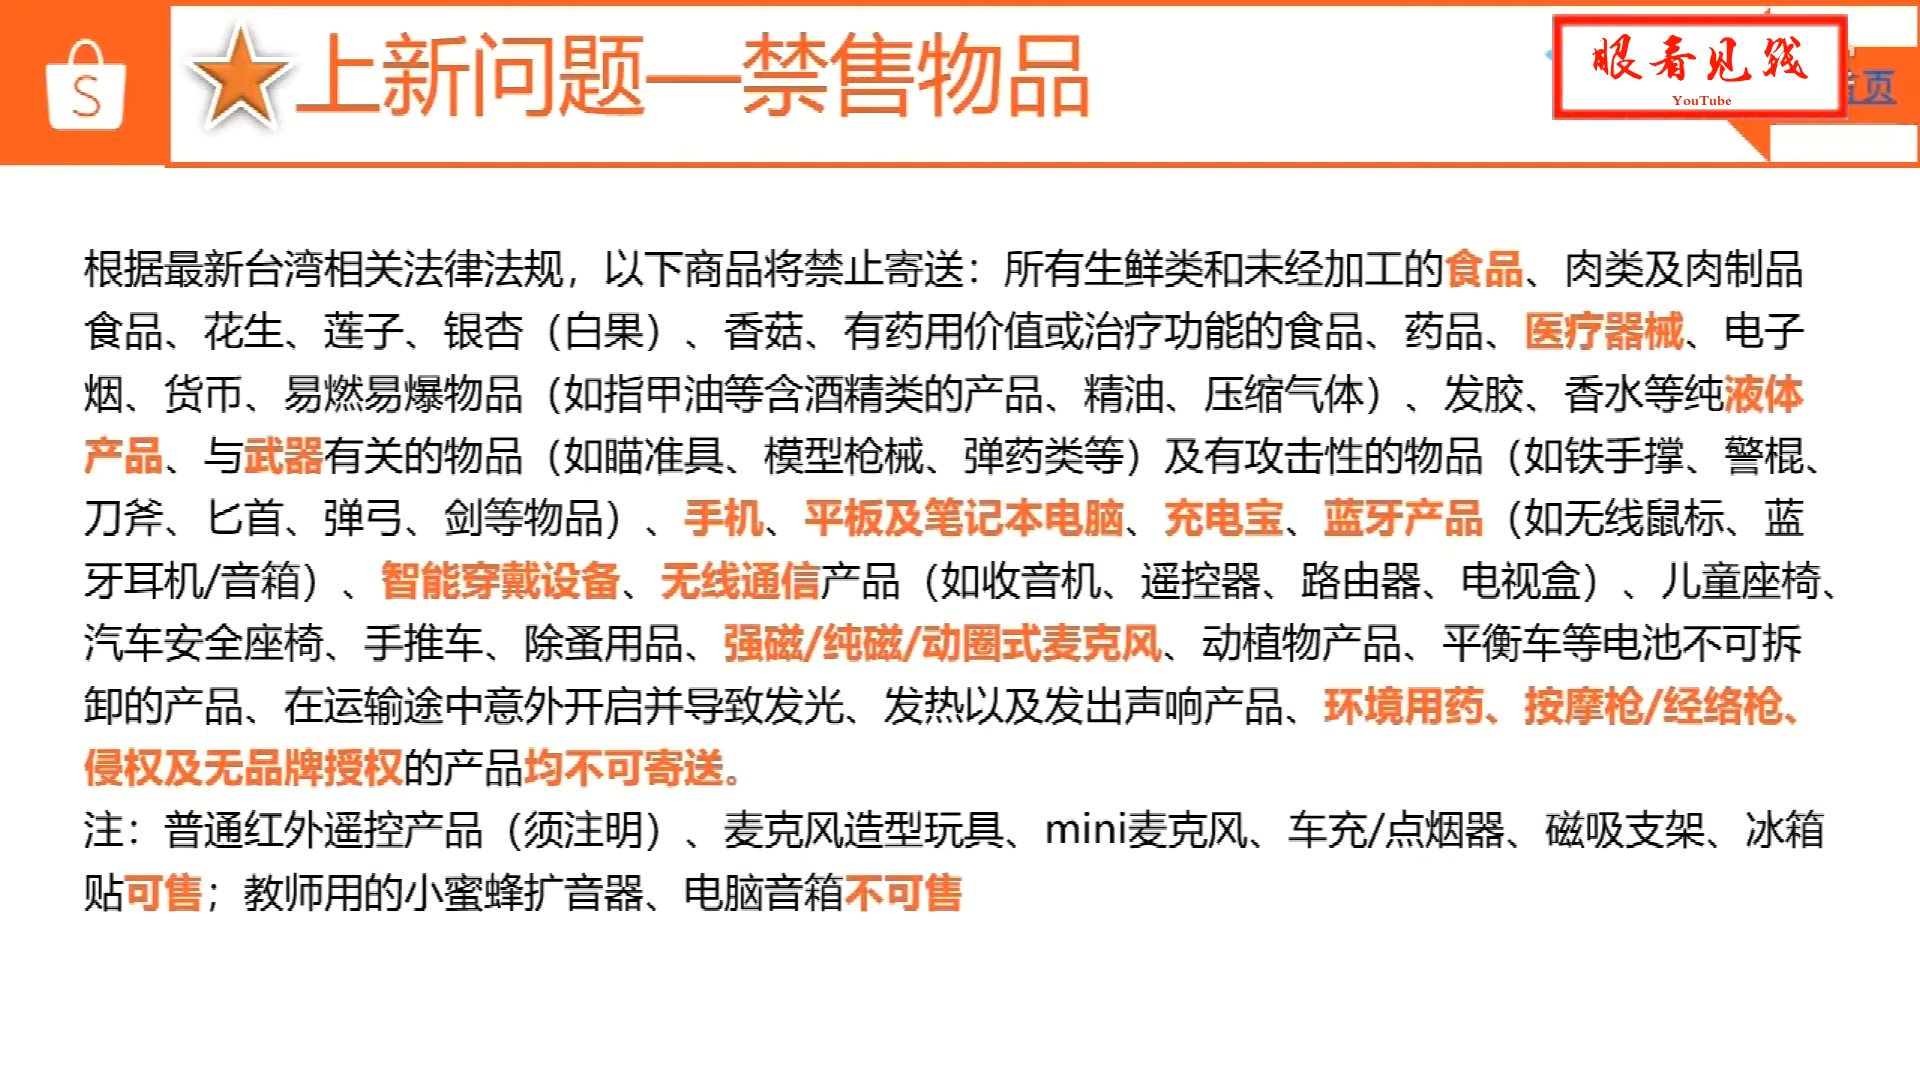 上新问题—禁售物品
眼看见钱
YouTube
首页
根据最新台湾相关法律法规，以下商品将禁止寄送：所有生鲜类和未经加工的食品、肉类及肉制品
食品、花生、莲子、银杏（白果）、香菇、有药用价值或治疗功能的食品、药品、医疗器械、电子
烟、货币、易燃易爆物品（如指甲油等含酒精类的产品、精油、压缩气体）、发胶、香水等纯液体
产品、与武器有关的物品（如瞄准具、模型枪械、弹药类等）及有攻击性的物品（如铁手撑、警棍、
刀斧、匕首、弹弓、剑等物品）、手机、平板及笔记本电脑、充电宝、蓝牙产品（如无线鼠标、蓝
牙耳机/音箱）、智能穿戴设备、无线通信产品（如收音机、遥控器、路由器、电视盒）、儿童座椅、
汽车安全座椅、手推车、除蚤用品、强磁/纯磁/动圈式麦克风、动植物产品、平衡车等电池不可拆
卸的产品、在运输途中意外开启并导致发光、发热以及发出声响产品、环境用药、按摩枪/经络枪、
侵权及无品牌授权的产品均不可寄送。
注：普通红外遥控产品（须注明）、麦克风造型玩具、mini麦克风、车充/点烟器、磁吸支架、冰箱
贴可售；教师用的小蜜蜂扩音器、电脑音箱不可售